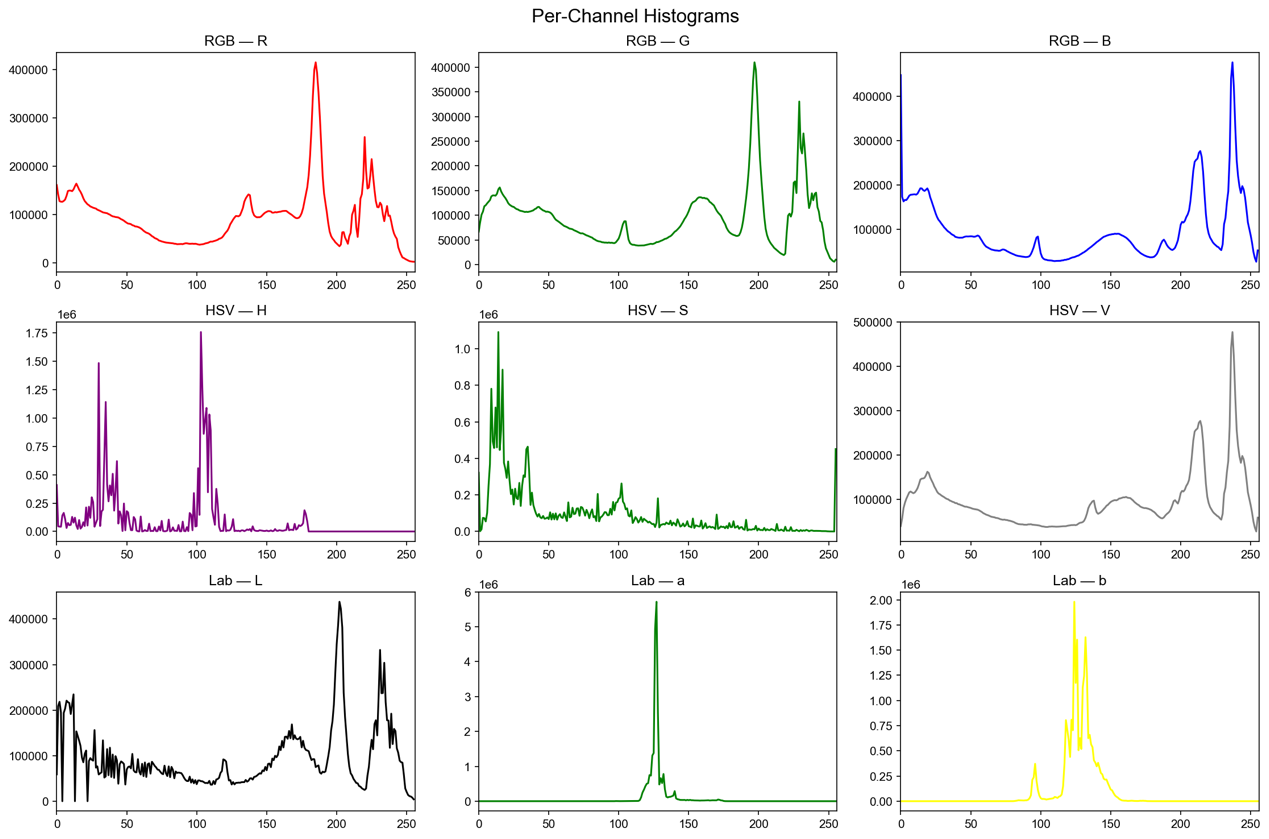 Per-Channel Histograms
RGB — R
RGB — G
RGB — B
400000
300000
200000
100000
0
0 50 100 150 200 250
400000
350000
300000
250000
200000
150000
100000
50000
0
0 50 100 150 200 250
400000
300000
200000
100000
0 50 100 150 200 250
HSV — H
HSV — S
HSV — V
1e6
1.75
1.50
1.25
1.00
0.75
0.50
0.25
0.00
0 50 100 150 200 250
1e6
1.0
0.8
0.6
0.4
0.2
0.0
0 50 100 150 200 250
500000
400000
300000
200000
100000
0 50 100 150 200 250
Lab — L
Lab — a
Lab — b
400000
300000
200000
100000
0
0 50 100 150 200 250
1e6
6
5
4
3
2
1
0
0 50 100 150 200 250
1e6
2.00
1.75
1.50
1.25
1.00
0.75
0.50
0.25
0.00
0 50 100 150 200 250